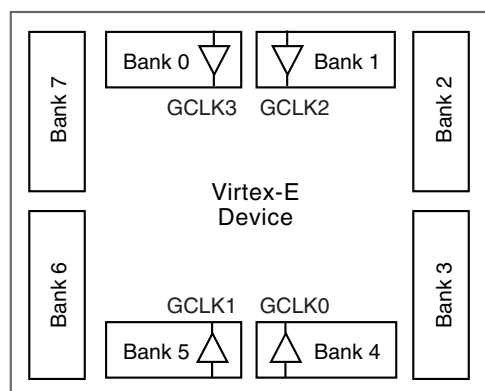 Bank 0
Bank 1
GCLK3
GCLK2
Bank 7
Bank 2
Virtex-E
Device
Bank 6
Bank 3
GCLK1
GCLK0
Bank 5
Bank 4